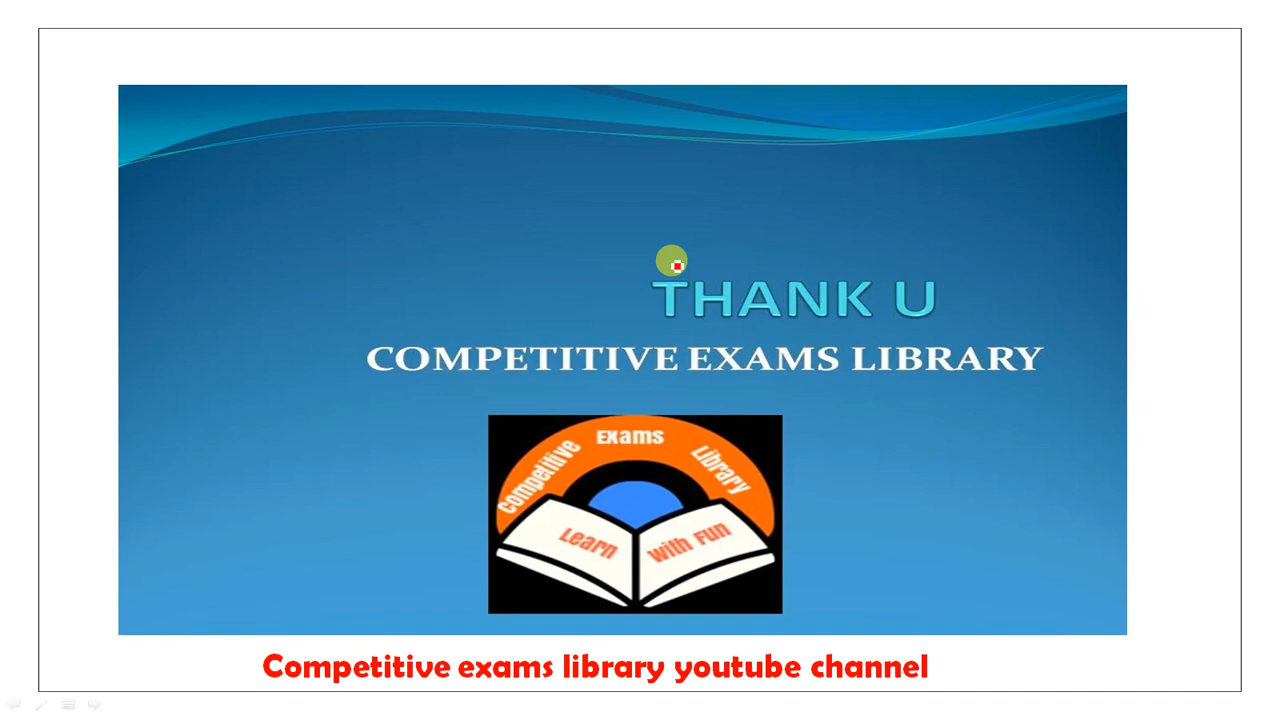 THANK U
COMPETITIVE EXAMS LIBRARY
Competitive Exams Library
Learn with Fun
Competitive exams library youtube channel